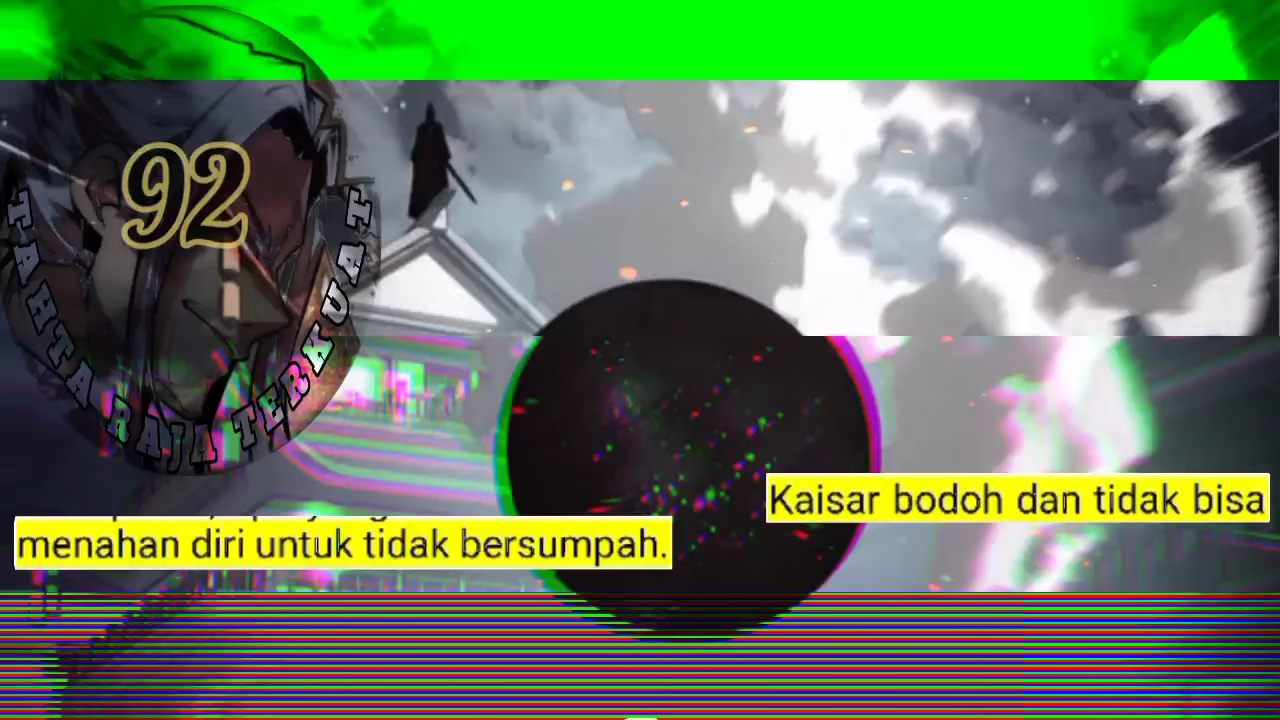 92
TAHTA RAJA TERKUAT
Kaisar bodoh dan tidak bisa
menahan diri untuk tidak bersumpah.